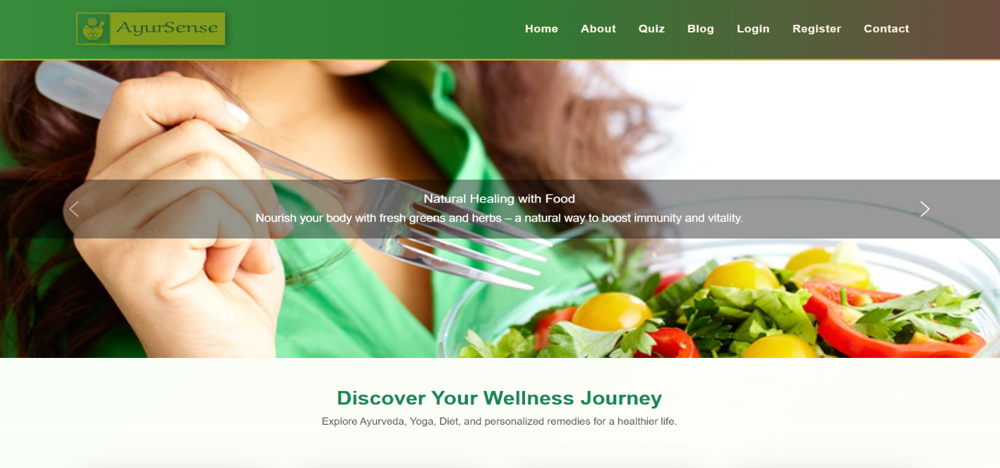 AyurSense
Home About Quiz Blog Login Register Contact
Natural Healing with Food
Nourish your body with fresh greens and herbs – a natural way to boost immunity and vitality.
Discover Your Wellness Journey
Explore Ayurveda, Yoga, Diet, and personalized remedies for a healthier life.